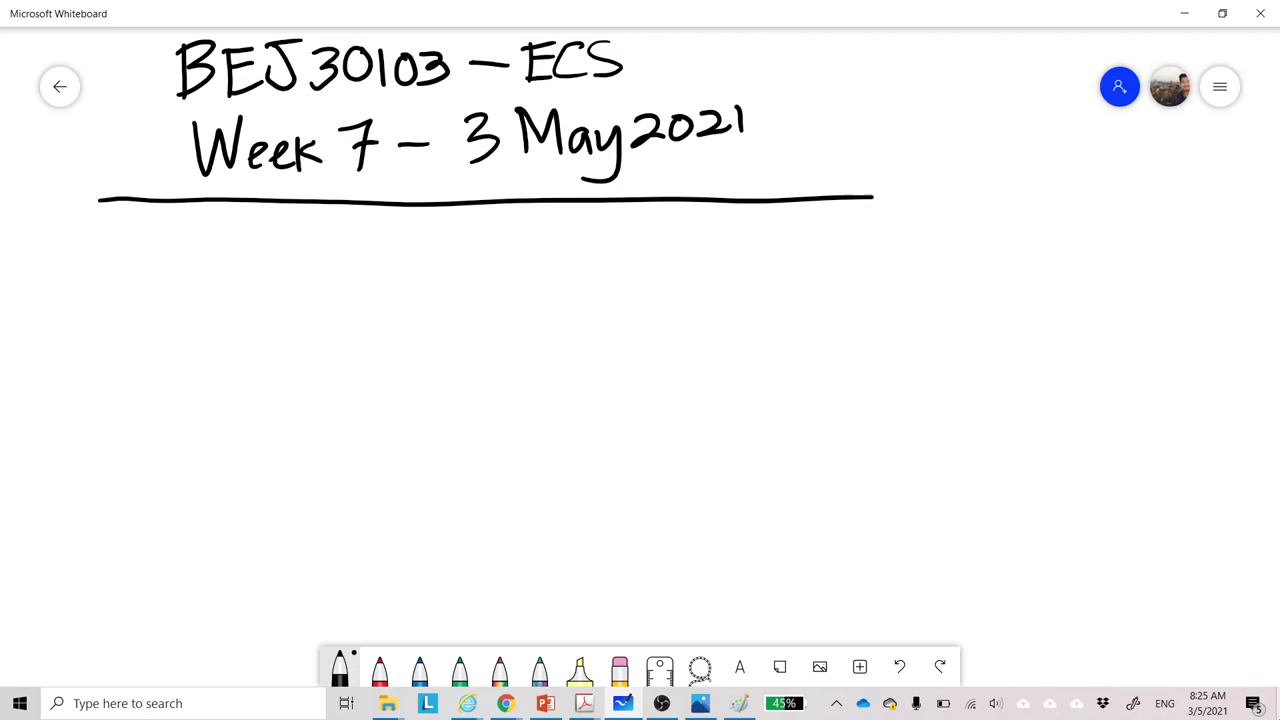 Microsoft Whiteboard
BEJ30103 - ECS
Week 7 - 3 May 2021
A
L
Type here to search
45%
ENG
8:25 AM
3/5/2021
5